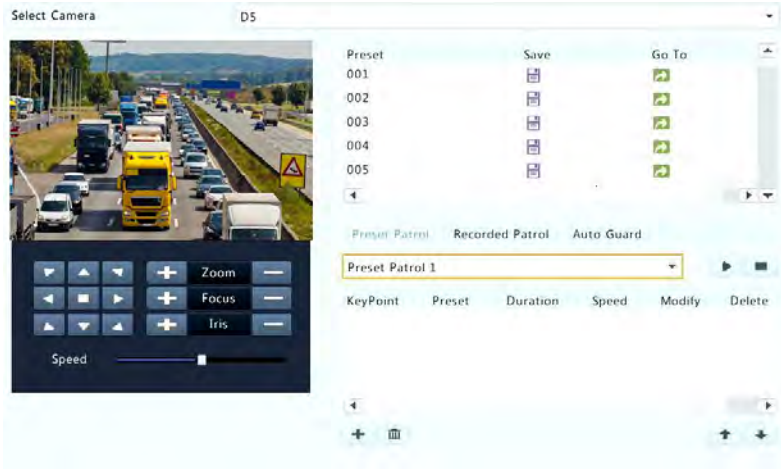 Select Camera D5
Preset Save Go To
001
002
003
004
005
Preset Patrol Recorded Patrol Auto Guard
Preset Patrol 1
KeyPoint Preset Duration Speed Modify Delete
Zoom
Focus
Iris
Speed